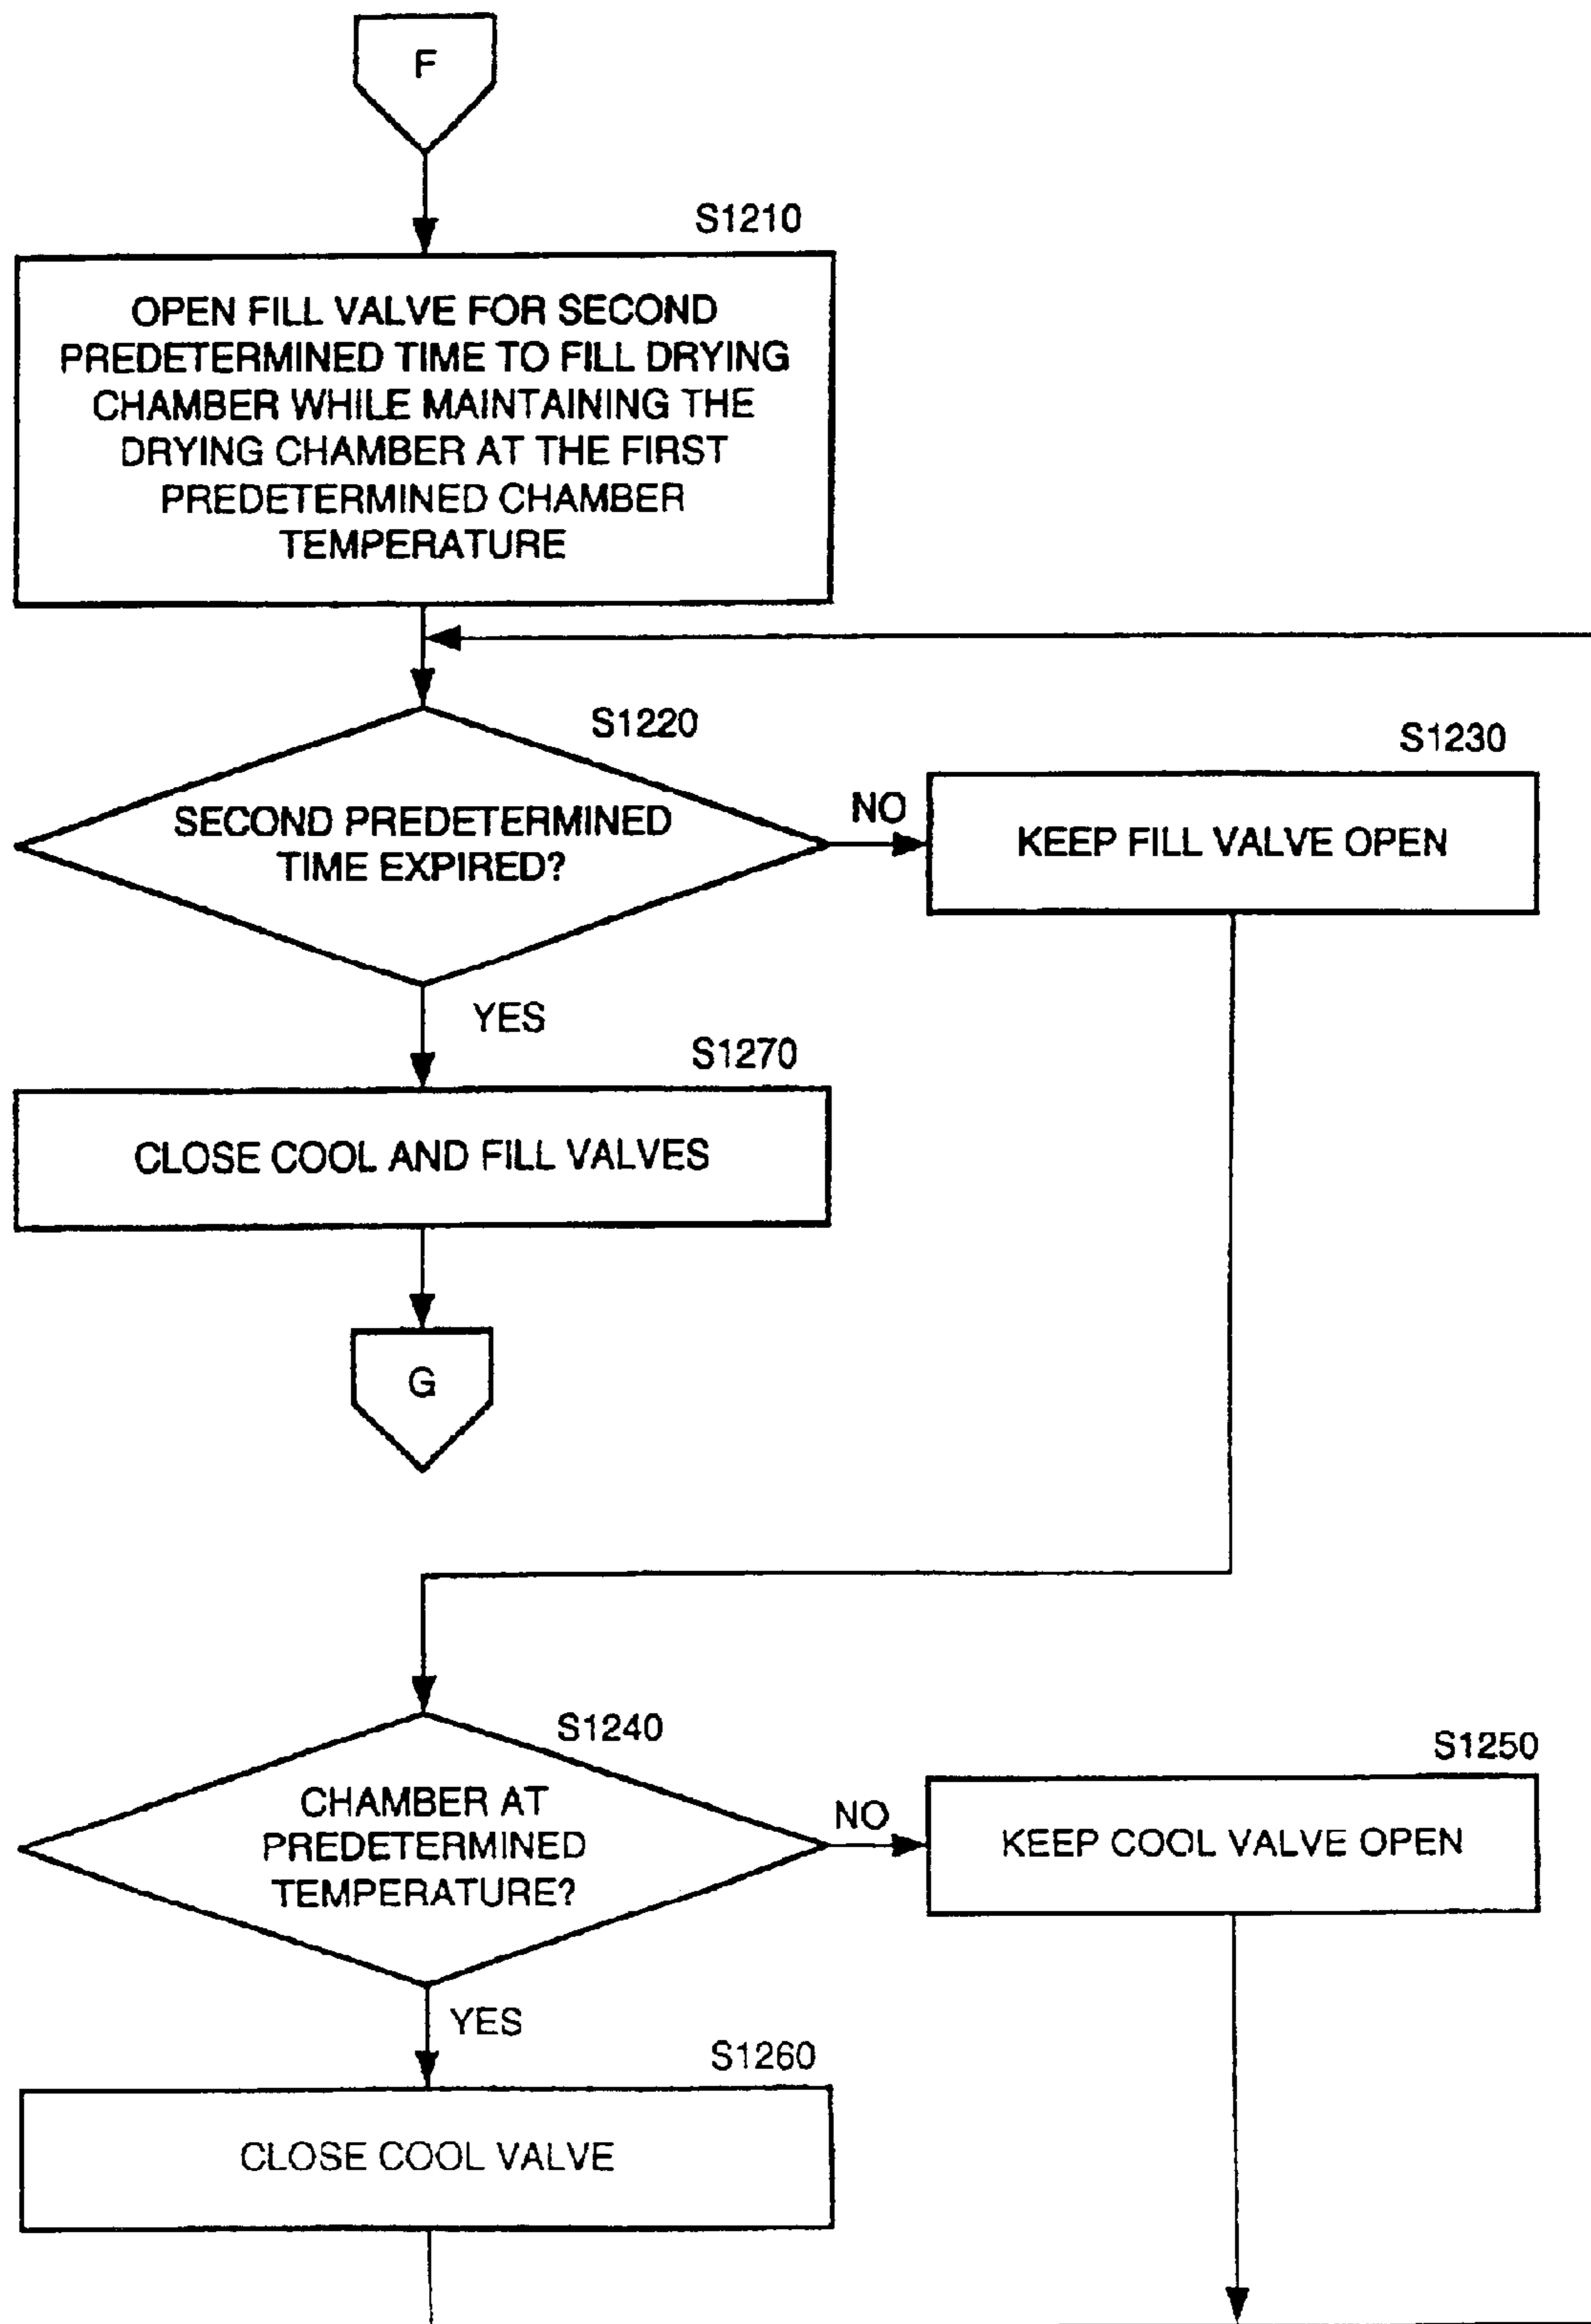 F
S1210
OPEN FILL VALVE FOR SECOND
PREDETERMINED TIME TO FILL DRYING
CHAMBER WHILE MAINTAINING THE
DRYING CHAMBER AT THE FIRST
PREDETERMINED CHAMBER
TEMPERATURE
S1220
SECOND PREDETERMINED
TIME EXPIRED?
NO
S1230
KEEP FILL VALVE OPEN
YES
S1270
CLOSE COOL AND FILL VALVES
G
S1240
CHAMBER AT
PREDETERMINED
TEMPERATURE?
NO
S1250
KEEP COOL VALVE OPEN
YES
S1260
CLOSE COOL VALVE